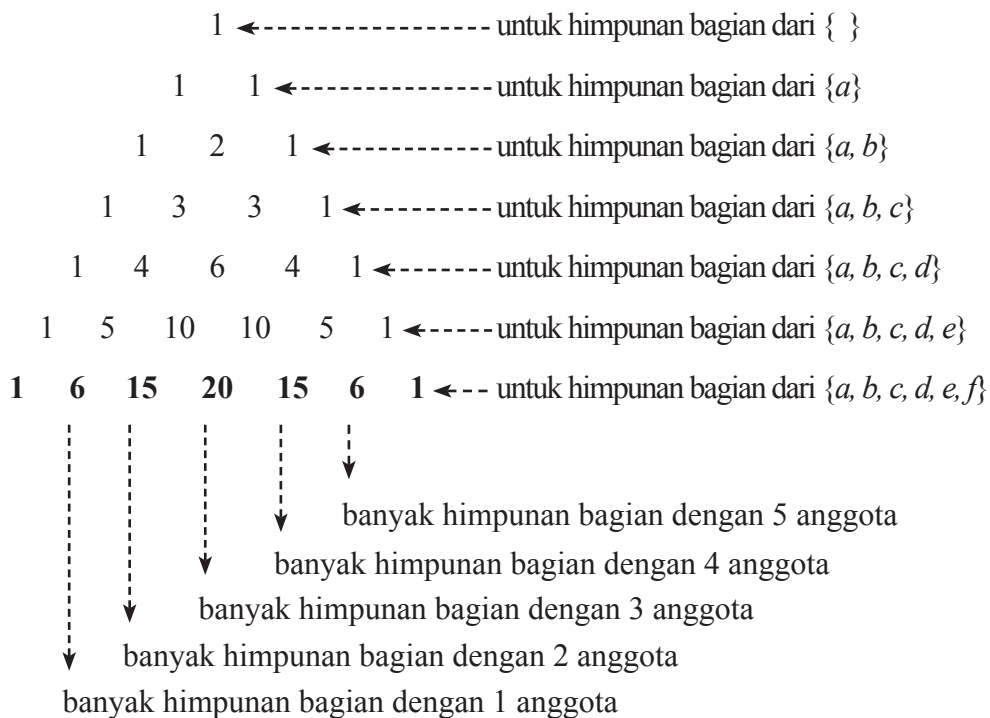 1 untuk himpunan bagian dari { }
1 1 untuk himpunan bagian dari {a}
1 2 1 untuk himpunan bagian dari {a, b}
1 3 3 1 untuk himpunan bagian dari {a, b, c}
1 4 6 4 1 untuk himpunan bagian dari {a, b, c, d}
1 5 10 10 5 1 untuk himpunan bagian dari {a, b, c, d, e}
1 6 15 20 15 6 1 untuk himpunan bagian dari {a, b, c, d, e, f}
banyak himpunan bagian dengan 5 anggota
banyak himpunan bagian dengan 4 anggota
banyak himpunan bagian dengan 3 anggota
banyak himpunan bagian dengan 2 anggota
banyak himpunan bagian dengan 1 anggota